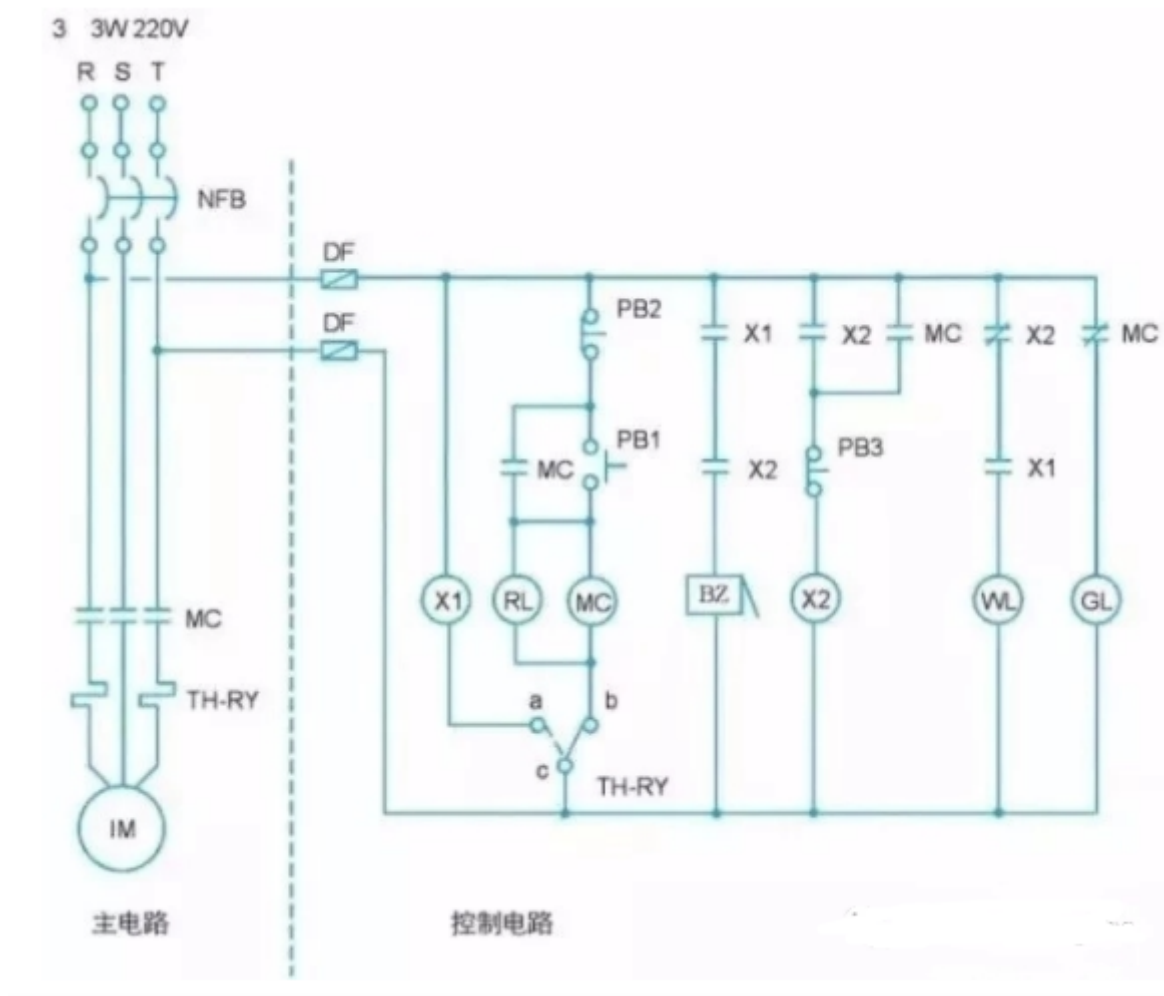 3 3W 220V
R S T
NFB
DF
DF
PB2
X1 X2 MC X2 MC
PB1
MC
X2
PB3
X1
X1 RL MC BZ X2 WL GL
MC
TH-RY
a b
c
TH-RY
IM
主电路
控制电路